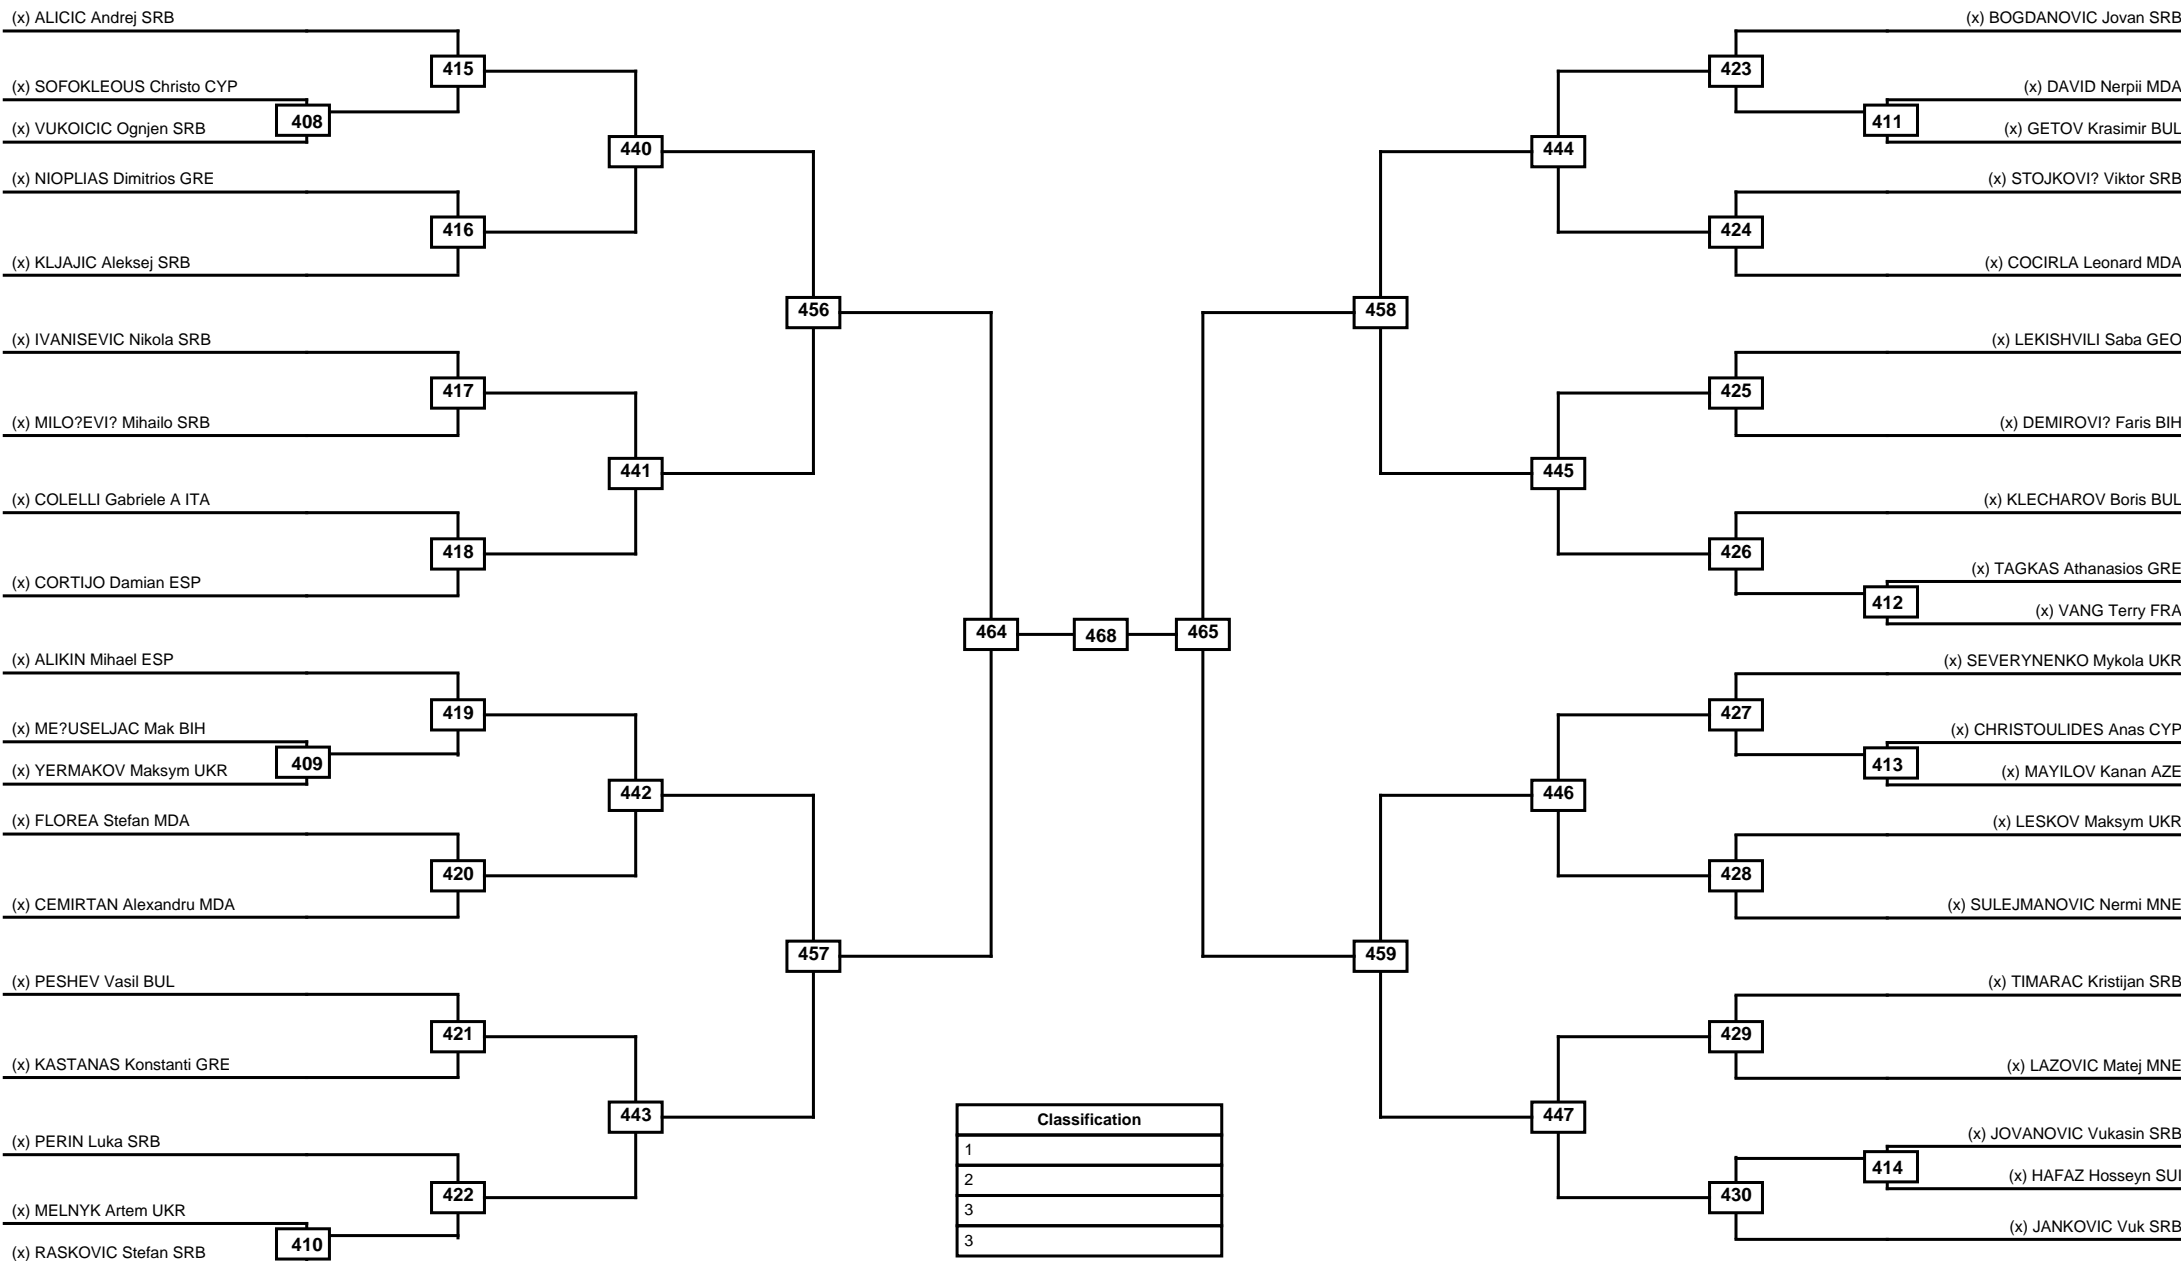 (x) ALICIC Andrej SRB
415
(x) SOFOKLEOUS Christo CYP
408
(x) VUKOICIC Ognjen SRB
440
(x) NIOPLIAS Dimitrios GRE
416
(x) KLJAJIC Aleksej SRB
456
(x) IVANISEVIC Nikola SRB
417
(x) MILO?EVI? Mihailo SRB
441
(x) COLELLI Gabriele A ITA
418
(x) CORTIJO Damian ESP
464
(x) ALIKIN Mihael ESP
419
(x) ME?USELJAC Mak BIH
409
(x) YERMAKOV Maksym UKR
442
(x) FLOREA Stefan MDA
420
(x) CEMIRTAN Alexandru MDA
457
(x) PESHEV Vasil BUL
421
(x) KASTANAS Konstanti GRE
443
(x) PERIN Luka SRB
422
(x) MELNYK Artem UKR
410
(x) RASKOVIC Stefan SRB
468
Classification
1
2
3
3
(x) BOGDANOVIC Jovan SRB
423
(x) DAVID Nerpii MDA
411
(x) GETOV Krasimir BUL
444
(x) STOJKOVI? Viktor SRB
424
(x) COCIRLA Leonard MDA
458
(x) LEKISHVILI Saba GEO
425
(x) DEMIROVI? Faris BIH
445
(x) KLECHAROV Boris BUL
426
(x) TAGKAS Athanasios GRE
412
(x) VANG Terry FRA
465
(x) SEVERYNENKO Mykola UKR
427
(x) CHRISTOULIDES Anas CYP
413
(x) MAYILOV Kanan AZE
446
(x) LESKOV Maksym UKR
428
(x) SULEJMANOVIC Nermi MNE
459
(x) TIMARAC Kristijan SRB
429
(x) LAZOVIC Matej MNE
447
(x) JOVANOVIC Vukasin SRB
414
(x) HAFAZ Hosseyn SUI
430
(x) JANKOVIC Vuk SRB